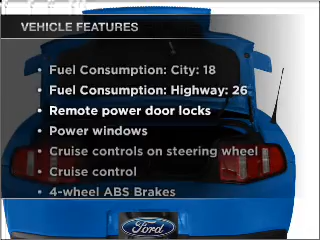 VEHICLE FEATURES
• Fuel Consumption: City: 18
• Fuel Consumption: Highway: 26
• Remote power door locks
• Power windows
• Cruise controls on steering wheel
• Cruise control
• 4-wheel ABS Brakes
Ford